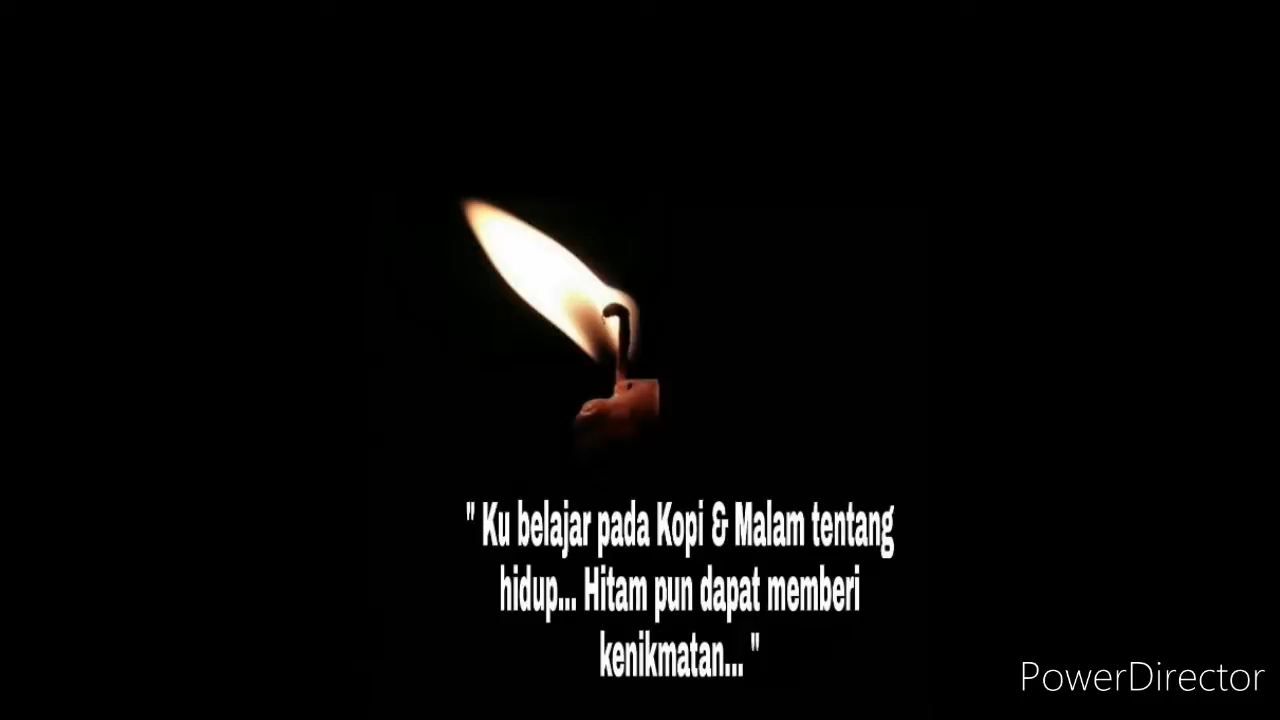 " Ku belajar pada Kopi & Malam tentang
hidup... Hitam pun dapat memberi
kenikmatan... "
PowerDirector